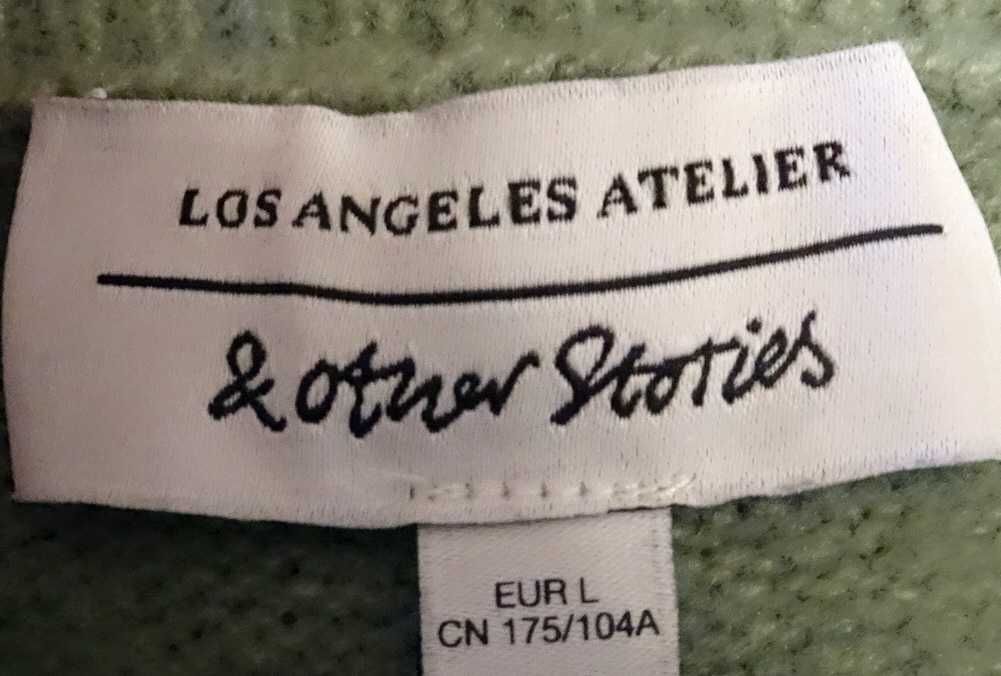 LOS ANGELES ATELIER
& other Stories
EUR L
CN 175/104A